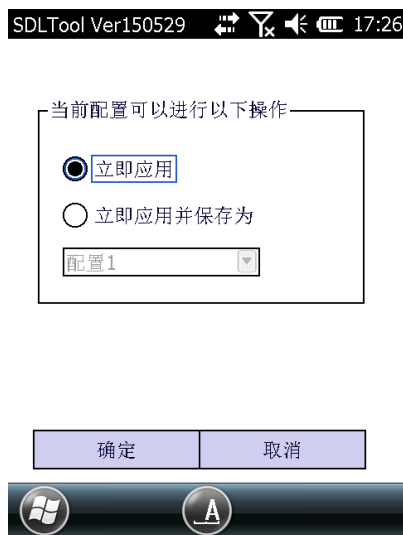 SDLTool Ver150529 17:26
当前配置可以进行以下操作
立即应用
立即应用并保存为
配置1
确定 取消
A